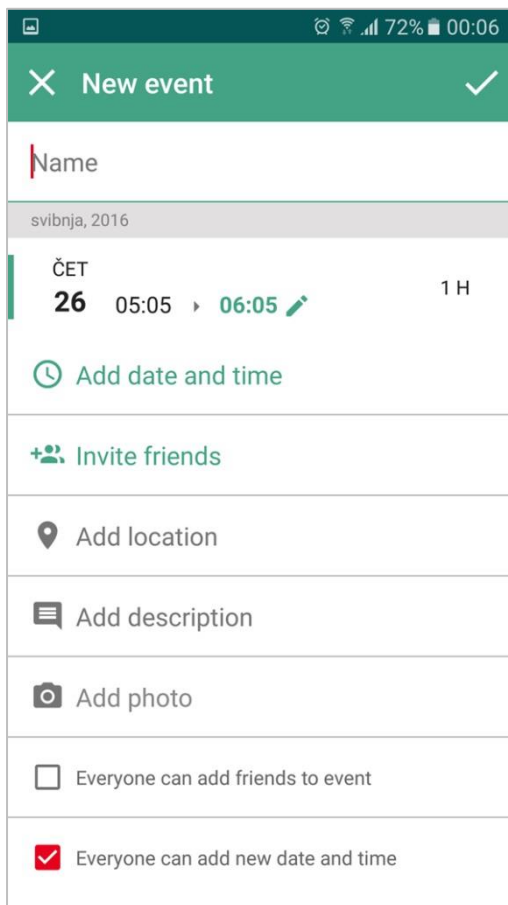 72% 00:06
New event
Name
svibnja, 2016
ČET
26 05:05 06:05 1 H
Add date and time
Invite friends
Add location
Add description
Add photo
Everyone can add friends to event
Everyone can add new date and time